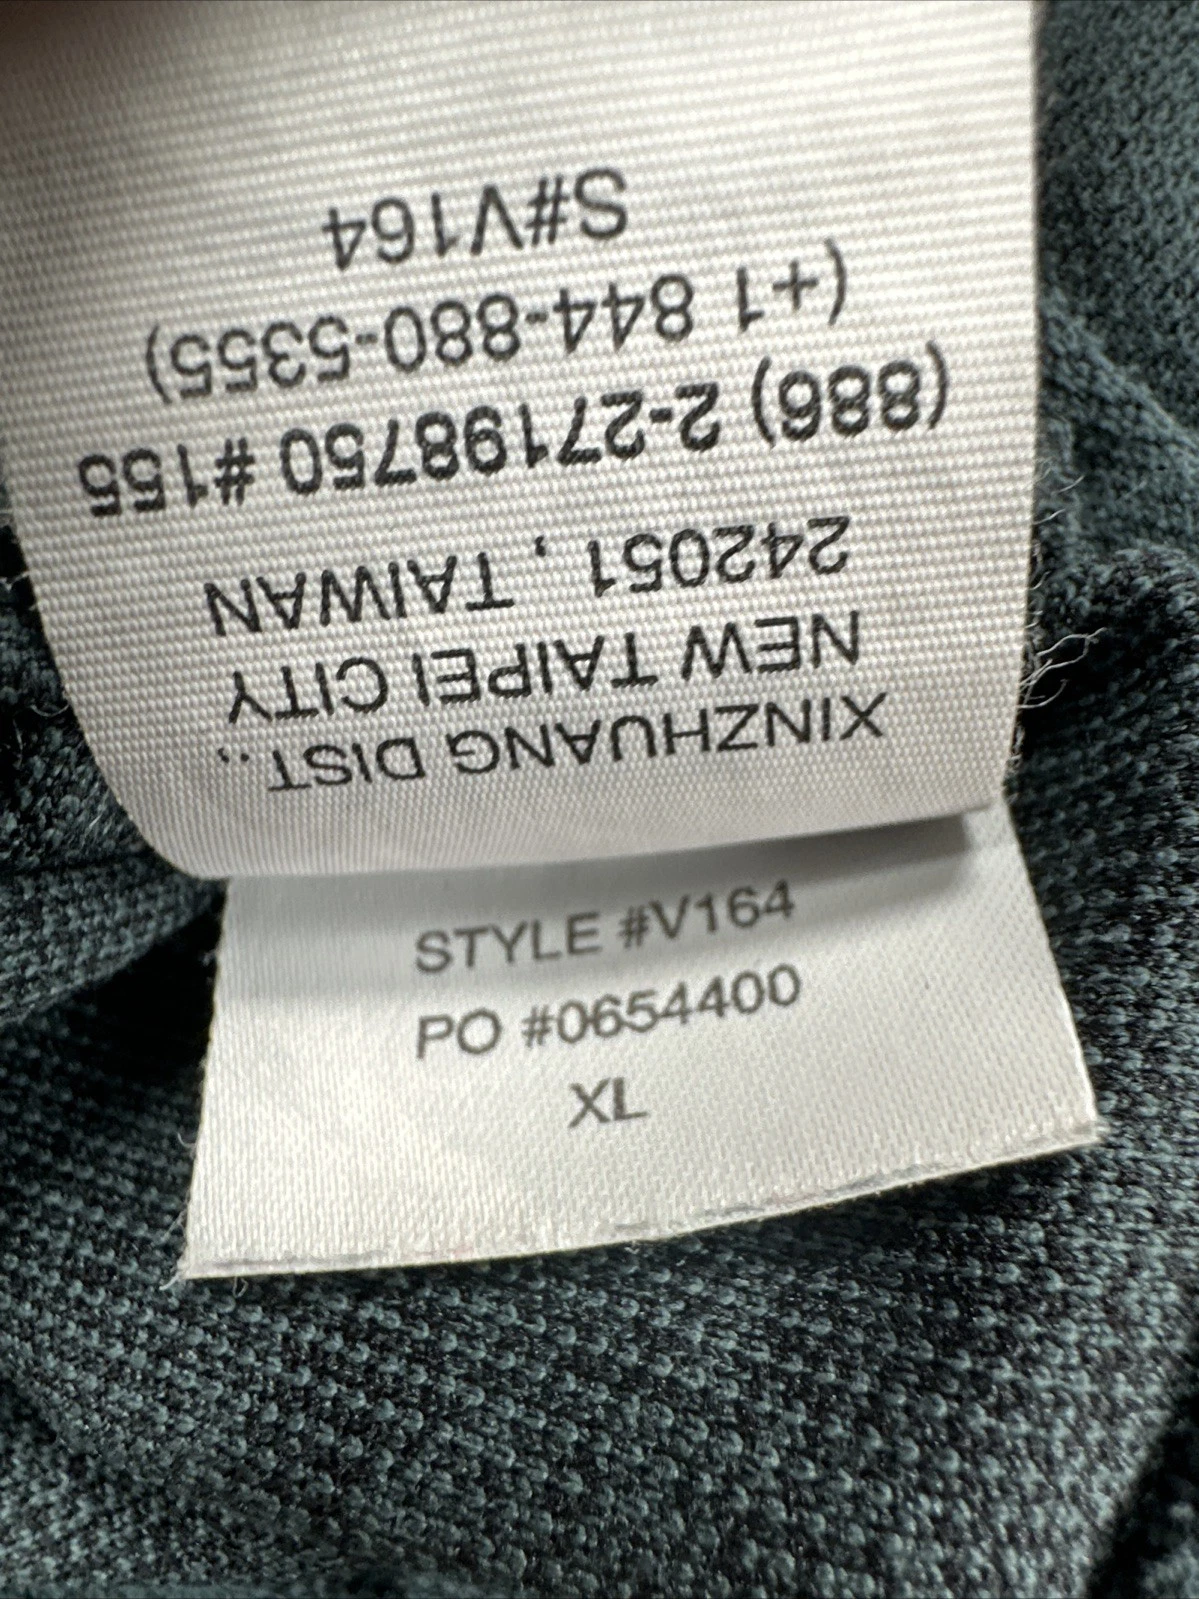 XINZHUANG DIST.,
NEW TAIPEI CITY
242051 , TAIWAN
(886) 2-27198750 #155
(+1 844-880-5355)
S#V164
STYLE #V164
PO #0654400
XL